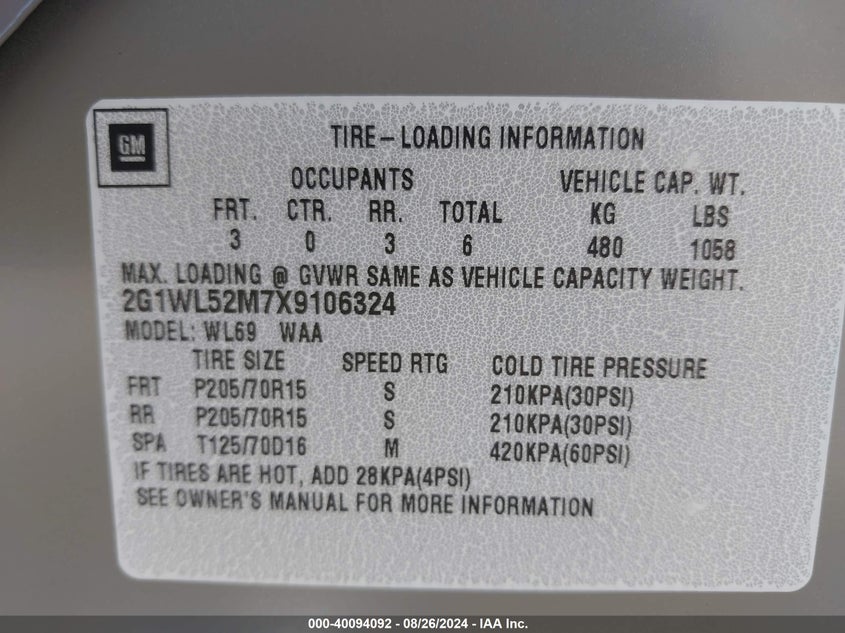 GM
TIRE-LOADING INFORMATION
OCCUPANTS VEHICLE CAP. WT.
FRT. CTR. RR. TOTAL KG LBS
3 0 3 6 480 1058
MAX. LOADING @ GVWR SAME AS VEHICLE CAPACITY WEIGHT.
2G1WL52M7X9106324
MODEL: WL69 WAA
TIRE SIZE SPEED RTG COLD TIRE PRESSURE
FRT P205/70R15 S 210KPA(30PSI)
RR P205/70R15 S 210KPA(30PSI)
SPA T125/70D16 M 420KPA(60PSI)
IF TIRES ARE HOT, ADD 28KPA(4PSI)
SEE OWNER'S MANUAL FOR MORE INFORMATION
000-40094092 - 08/26/2024 - IAA Inc.